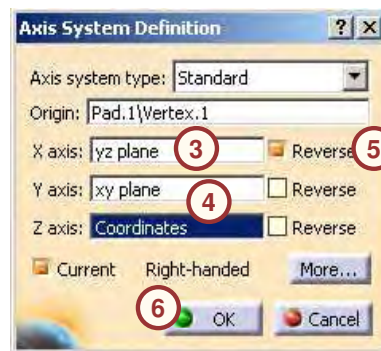 Axis System Definition ? X
Axis system type: Standard
Origin: Pad.1\Vertex.1
X axis: yz plane 3 Reverse 5
Y axis: xy plane Reverse
4
Z axis: Coordinates Reverse
Current Right-handed More...
6 OK Cancel